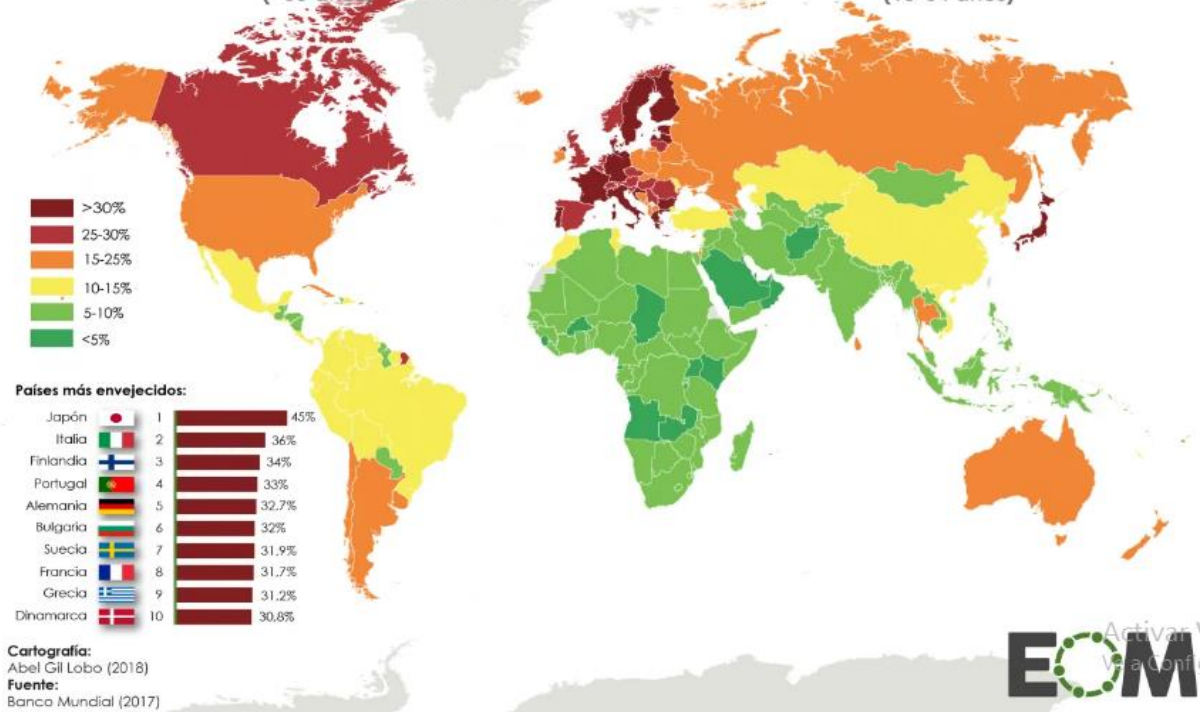 >30%
25-30%
15-25%
10-15%
5-10%
<5%
Países más envejecidos:
Japón 1 45%
Italia 2 36%
Finlandia 3 34%
Portugal 4 33%
Alemania 5 32.7%
Bulgaria 6 32%
Suecia 7 31.9%
Francia 8 31.7%
Grecia 9 31.2%
Dinamarca 10 30.8%
Cartografía:
Abel Gil Lobo (2018)
Fuente:
Banco Mundial (2017)
EOM
Activar